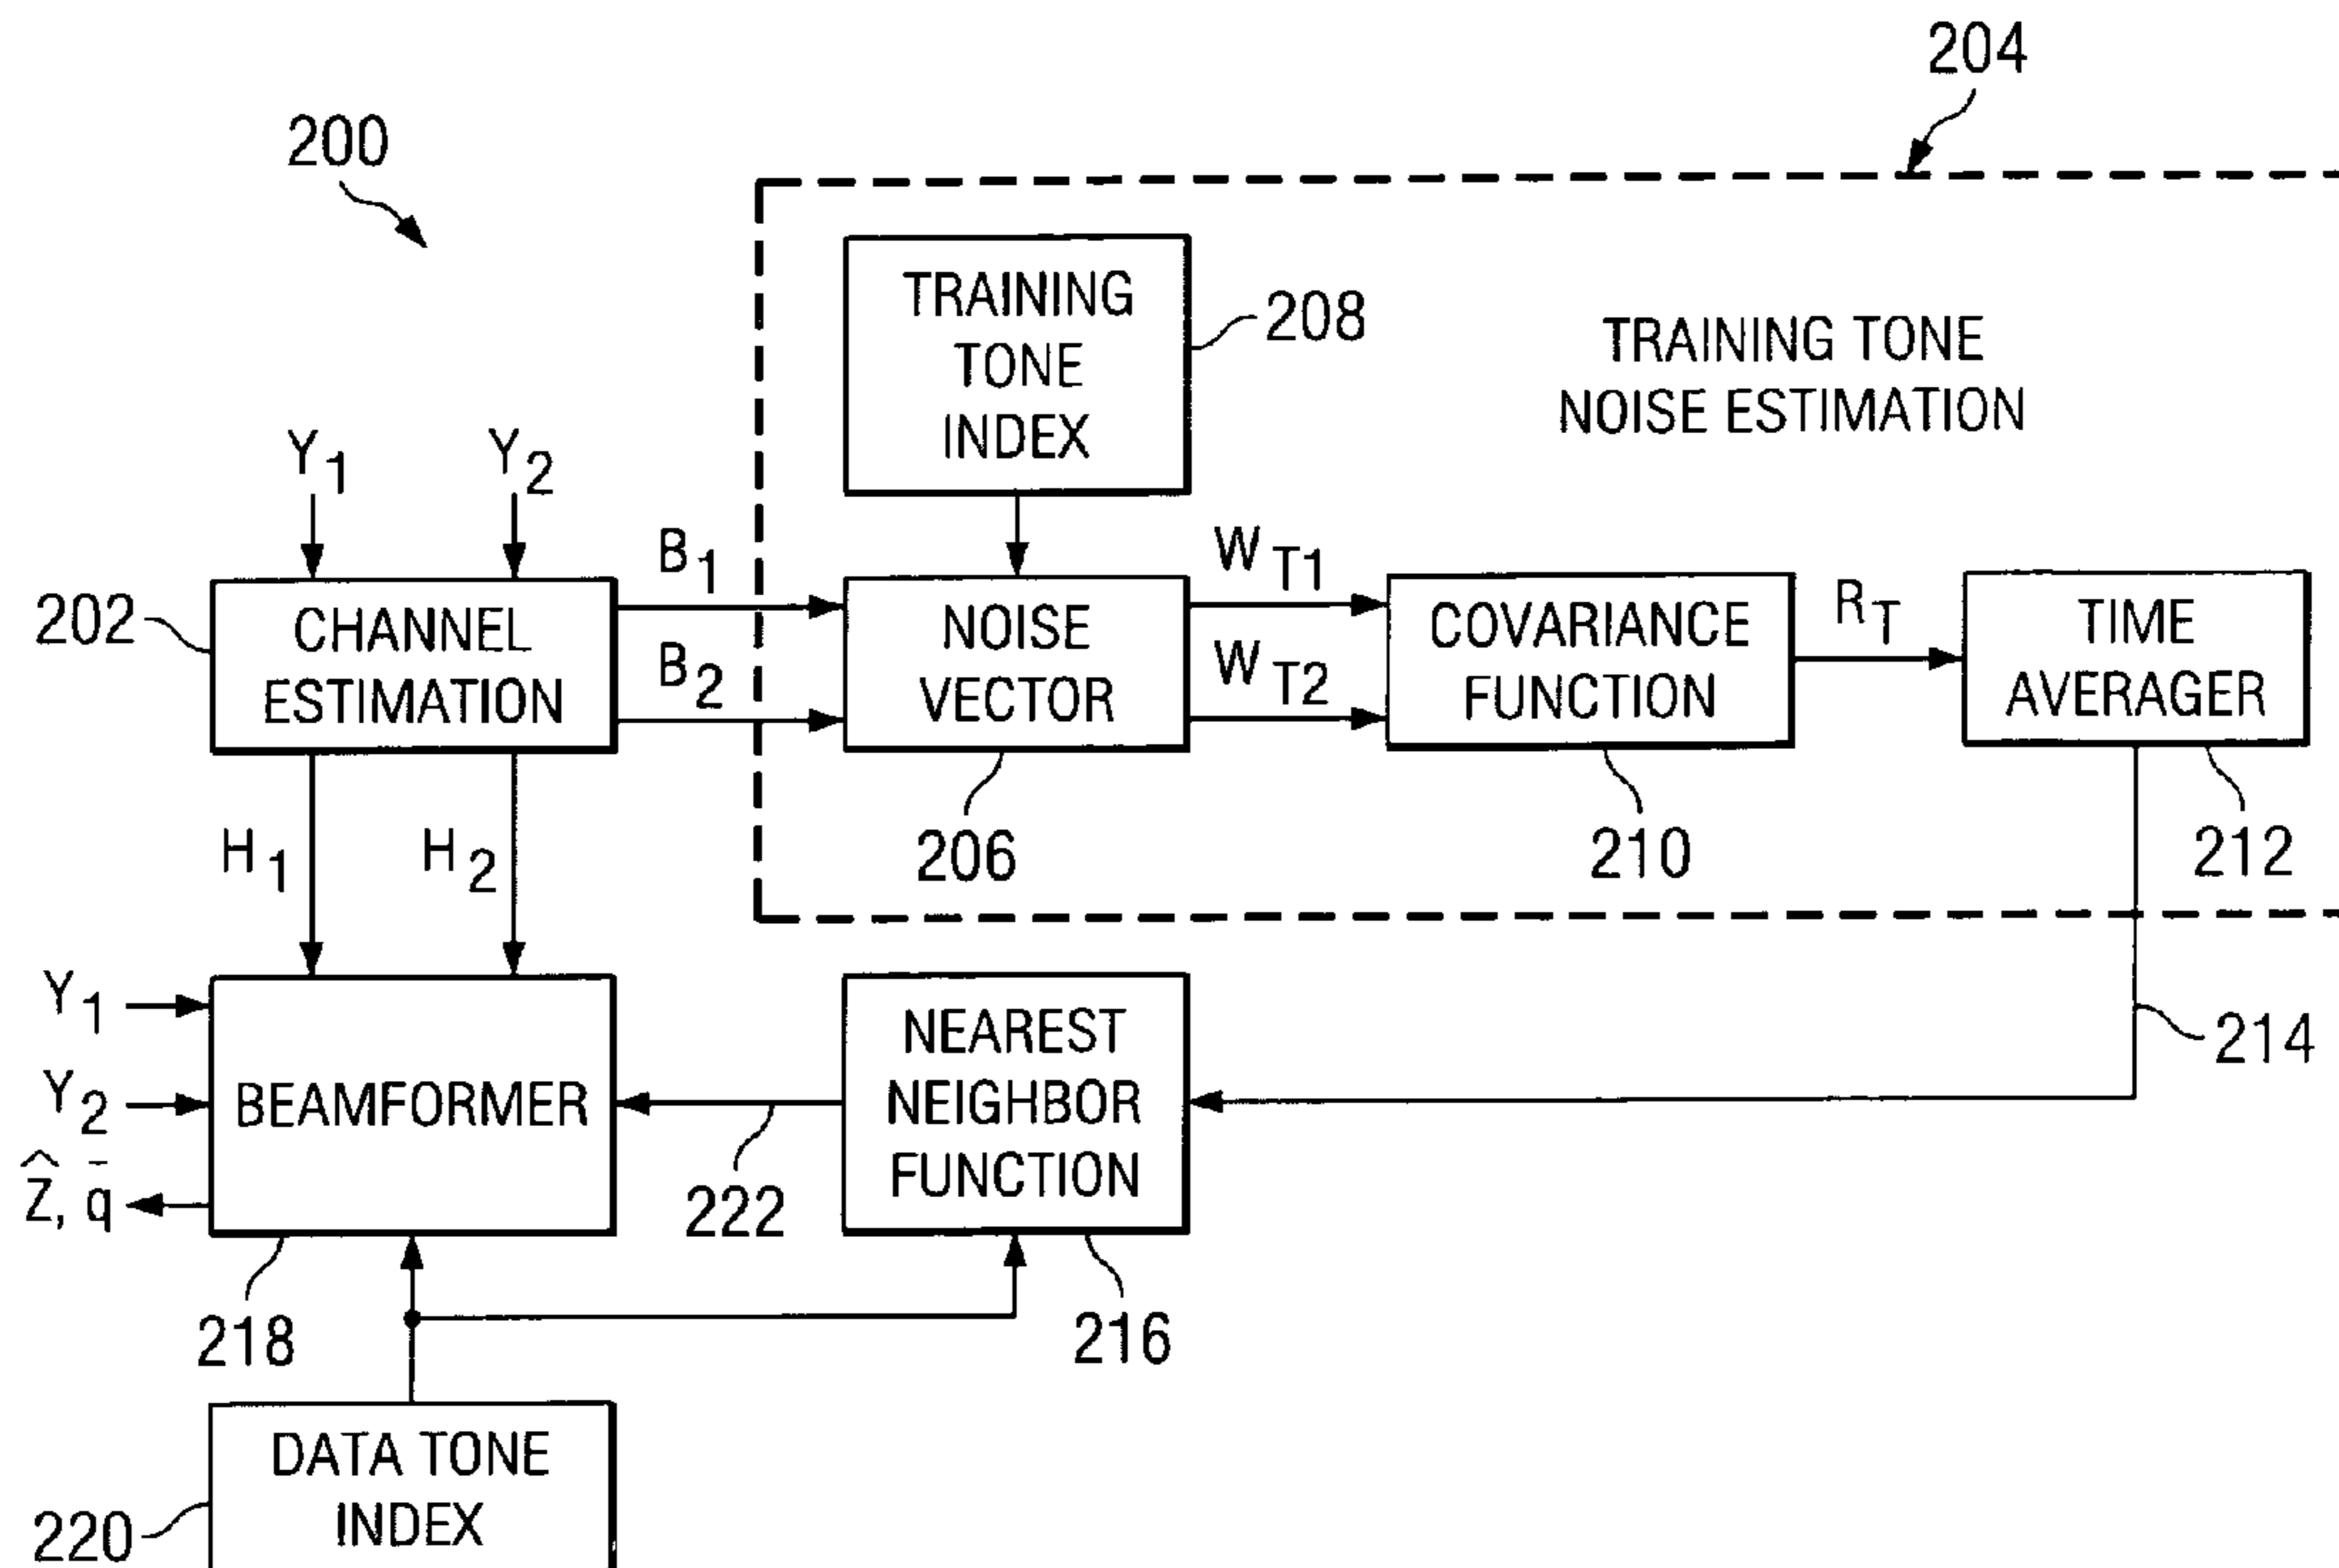 204
200
TRAINING
TONE
INDEX
208
TRAINING TONE
NOISE ESTIMATION
Y1
Y2
B1
WT1
202
CHANNEL
ESTIMATION
NOISE
VECTOR
COVARIANCE
FUNCTION
RT
TIME
AVERAGER
B2
WT2
H1
H2
206
210
212
Y1
Y2
Ẑ, q̄
BEAMFORMER
222
NEAREST
NEIGHBOR
FUNCTION
214
218
216
220
DATA TONE
INDEX